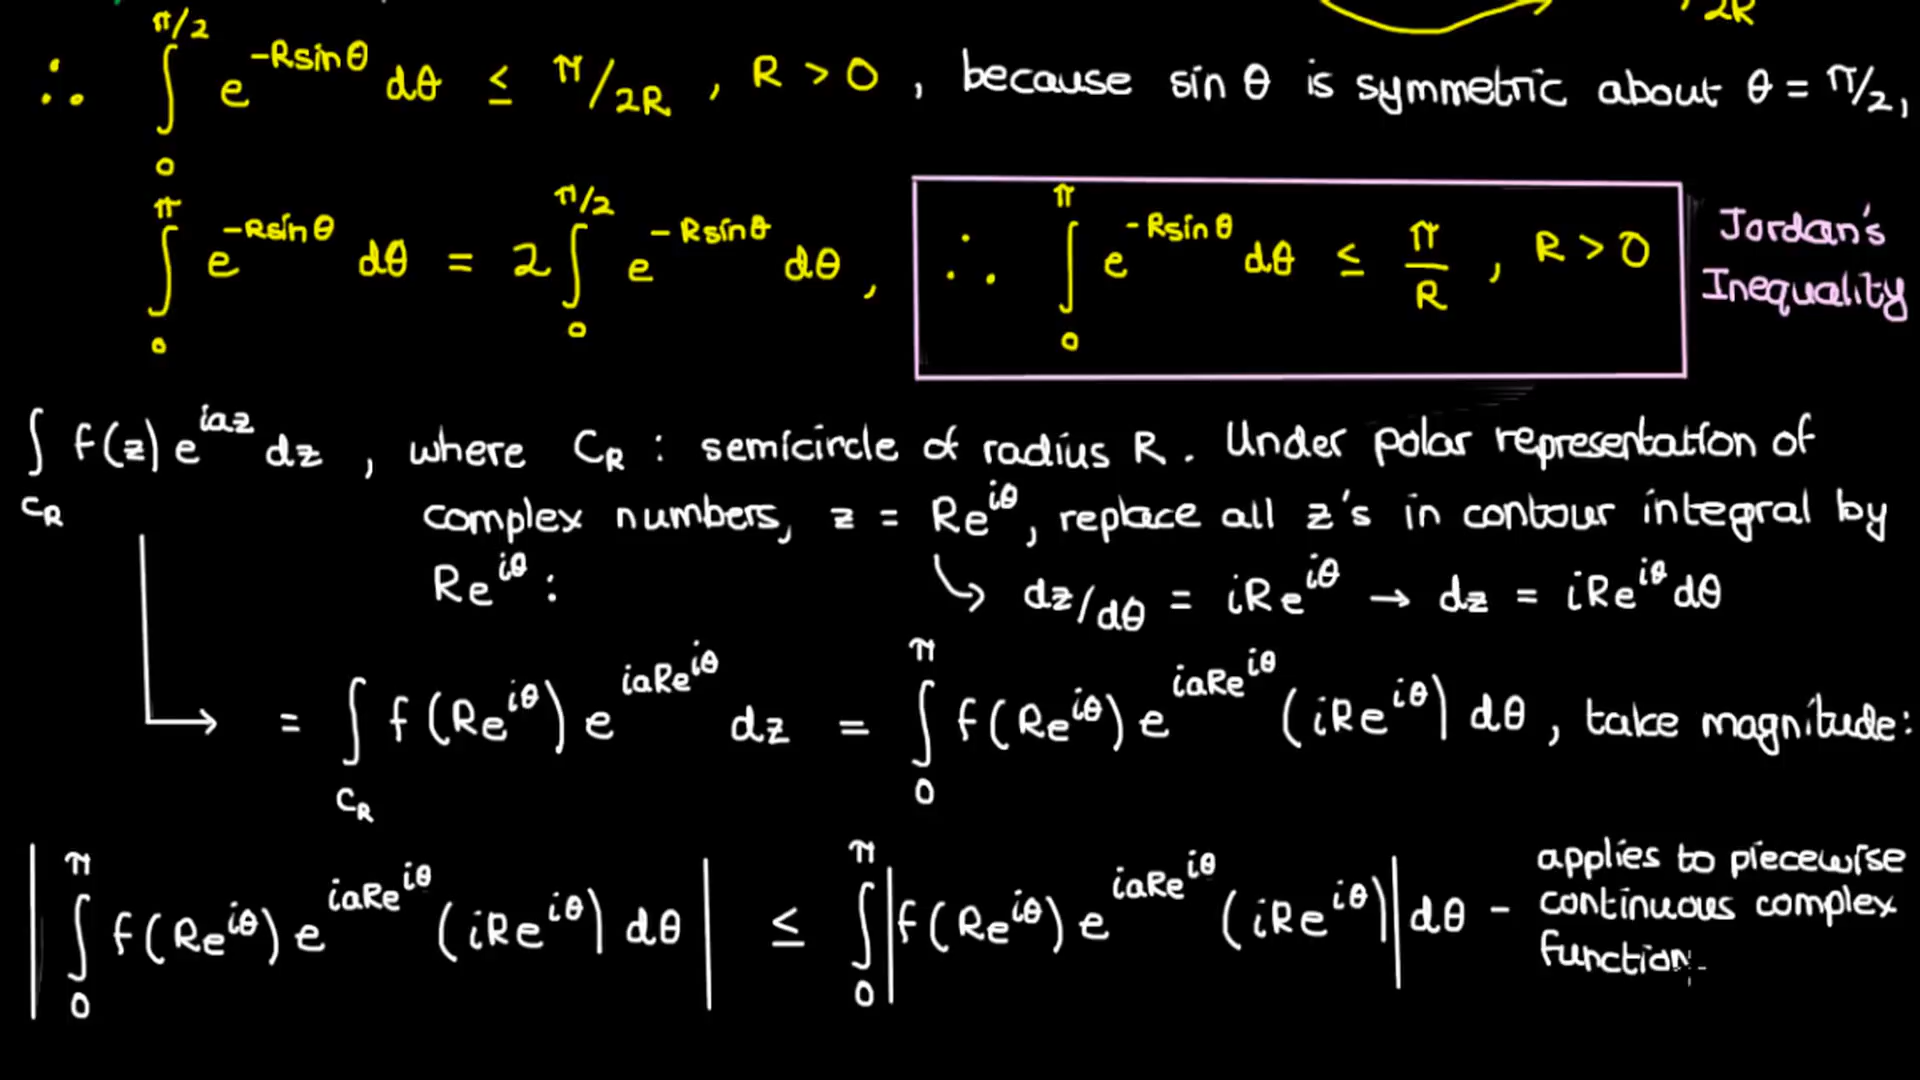 ∴ ∫₀^{π/2} e^{-Rsinθ} dθ ≤ π/2R , R > 0 , because sin θ is symmetric about θ = π/2,
2R
∫₀^{π} e^{-Rsinθ} dθ = 2 ∫₀^{π/2} e^{-Rsinθ} dθ , ∴ ∫₀^{π} e^{-Rsinθ} dθ ≤ π/R , R > 0
Jordan's
Inequality
∫_{C_R} f(z) e^{iaz} dz , where C_R : semicircle of radius R . Under polar representation of
complex numbers, z = Re^{iθ}, replace all z's in contour integral by
Re^{iθ} :
↳ dz/dθ = iRe^{iθ} → dz = iRe^{iθ} dθ
→ = ∫_{C_R} f(Re^{iθ}) e^{iaRe^{iθ}} dz = ∫₀^{π} f(Re^{iθ}) e^{iaRe^{iθ}} (iRe^{iθ}) dθ , take magnitude:
|∫₀^{π} f(Re^{iθ}) e^{iaRe^{iθ}} (iRe^{iθ}) dθ| ≤ ∫₀^{π} |f(Re^{iθ}) e^{iaRe^{iθ}} (iRe^{iθ})| dθ -
applies to piecewise
continuous complex
function